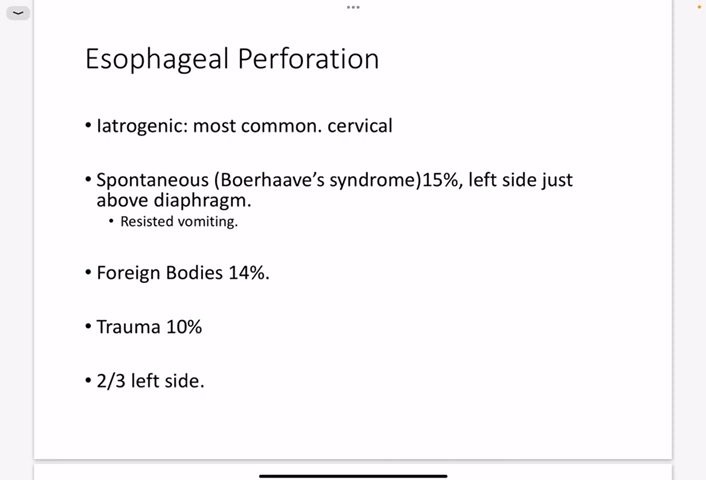 Esophageal Perforation
• Iatrogenic: most common. cervical
• Spontaneous (Boerhaave’s syndrome)15%, left side just
above diaphragm.
• Resisted vomiting.
• Foreign Bodies 14%.
• Trauma 10%
• 2/3 left side.